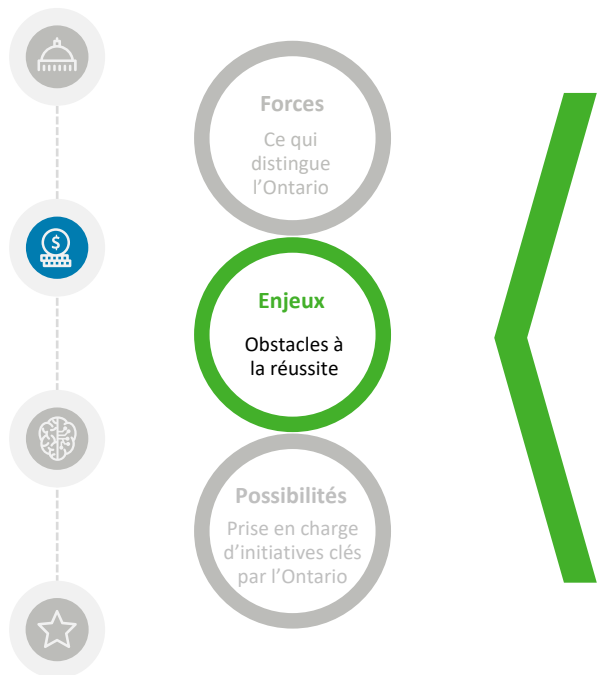 Forces
Ce qui
distingue
l'Ontario
$
Enjeux
Obstacles à
la réussite
Possibilités
Prise en charge
d'initiatives clés
par l'Ontario